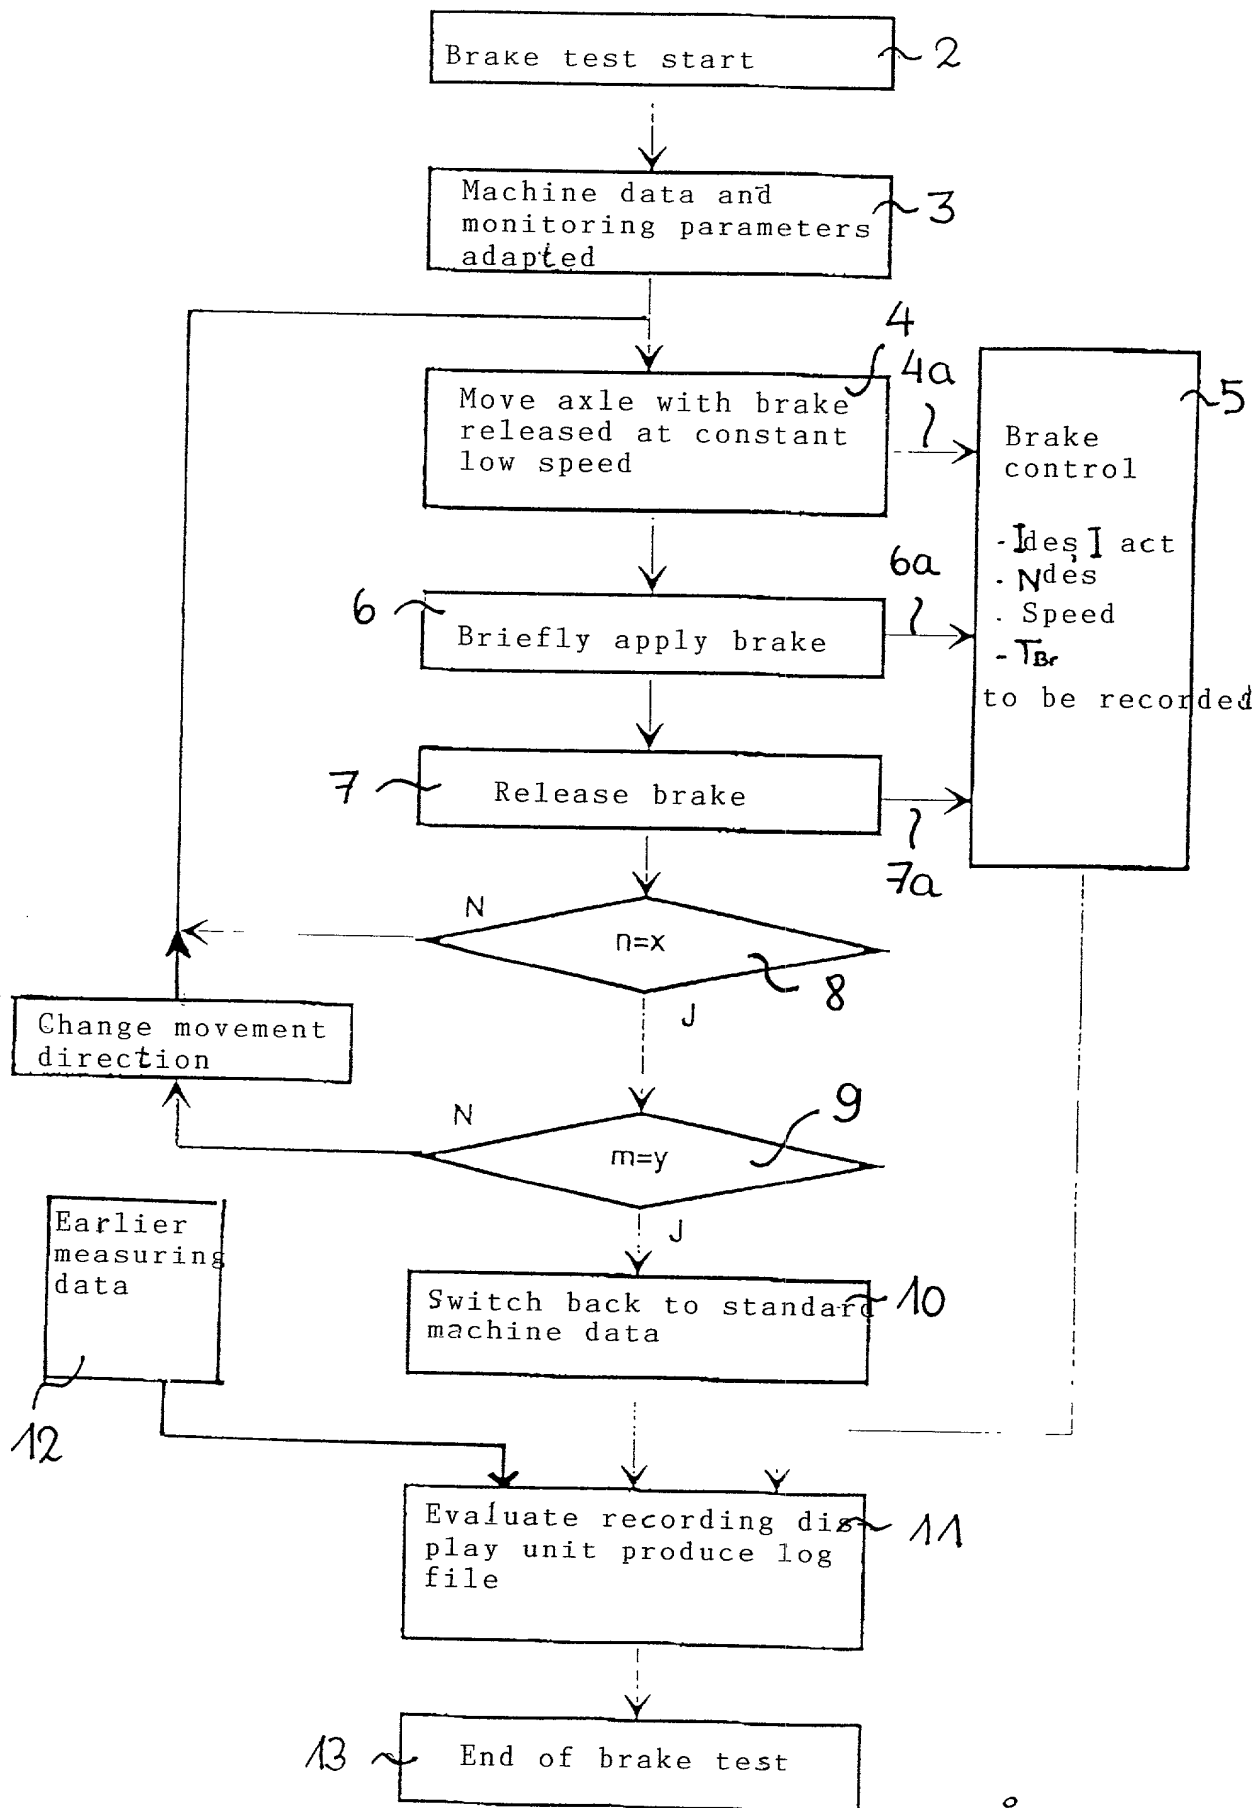 Brake test start
2
Machine data and
monitoring parameters
adapted
3
4
Move axle with brake
released at constant
low speed
4a
5
Brake
control
- Ides, I act
- Ndes
. Speed
- TBr
to be recorded
6
Briefly apply brake
6a
7
Release brake
7a
N
n=x
8
J
Change movement
direction
N
m=y
9
J
Earlier
measuring
data
12
Switch back to standard
machine data
10
Evaluate recording dis-
play unit produce log
file
11
13
End of brake test